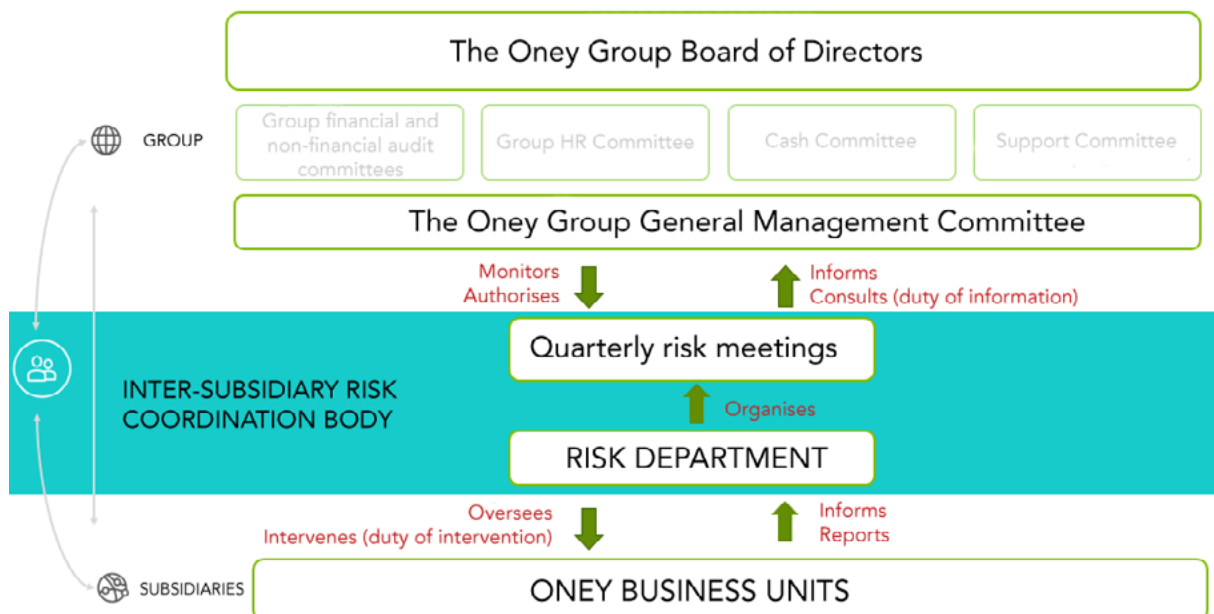 The Oney Group Board of Directors
GROUP
Group financial and
non-financial audit
committees
Group HR Committee
Cash Committee
Support Committee
The Oney Group General Management Committee
Monitors
Authorises
Informs
Consults (duty of information)
Quarterly risk meetings
INTER-SUBSIDIARY RISK
COORDINATION BODY
Organises
RISK DEPARTMENT
Oversees
Intervenes (duty of intervention)
Informs
Reports
SUBSIDIARIES
ONEY BUSINESS UNITS